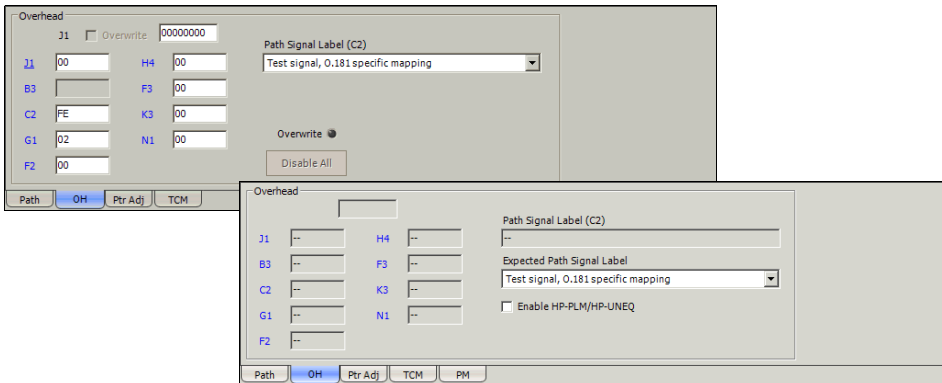 Overhead
J1 Overwrite 00000000
Path Signal Label (C2)
J1 00 H4 00 Test signal, O.181 specific mapping
B3 F3 00
C2 FE K3 00
G1 02 N1 00 Overwrite
F2 00 Disable All
Path OH Ptr Adj TCM
Overhead
Path Signal Label (C2)
J1 -- H4 -- --
B3 -- F3 -- Expected Path Signal Label
Test signal, O.181 specific mapping
C2 -- K3 --
G1 -- N1 -- Enable HP-PLM/HP-UNEQ
F2 --
Path OH Ptr Adj TCM PM